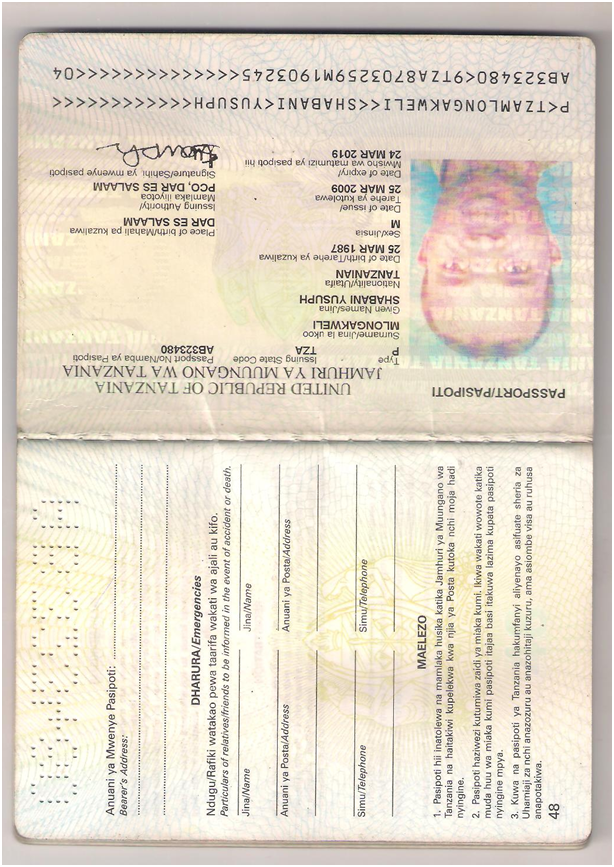 PASSPORT/PASIPOTI
UNITED REPUBLIC OF TANZANIA
JAMHURI YA MUUNGANO WA TANZANIA
Type Issuing State Code Passport No/Namba ya Pasipoti
P TZA AB323480
Surname/Jina la ukoo
MLONGAKWELI
Given Names/Jina
SHABANI YUSUPH
Nationality/Utaifa
TANZANIAN
Date of birth/Tarehe ya kuzaliwa
25 MAR 1987
Sex/Jinsia Place of birth/Mahali pa kuzaliwa
M DAR ES SALAAM
Date of issue/ Issuing Authority/
Tarehe ya kutolewa Mamlaka iliyotoa
25 MAR 2009 PCO, DAR ES SALAAM
Date of expiry/ Signature/Sahihi ya mwenye pasipoti
Mwisho wa matumizi ya pasipoti hii
24 MAR 2019
P<TZAMLONGAKWELI<<SHABANI<YUSUPH<<<<<<<<<<<<
AB323480<9TZA8703259M1903245<<<<<<<<<<<<<<04
Anuani ya Mwenye Pasipoti:
Bearer's Address:
DHARURA/Emergencies
Ndugu/Rafiki watakao pewa taarifa wakati wa ajali au kifo.
Particulars of relatives/friends to be informed in the event of accident or death.
Jina/Name Jina/Name
Anuani ya Posta/Address Anuani ya Posta/Address
Simu/Telephone Simu/Telephone
MAELEZO
1. Pasipoti hii inatolewa na mamlaka husika katika Jamhuri ya Muungano wa
Tanzania na haitakiwi kupelekwa kwa njia ya Posta kutoka nchi moja hadi
nyingine.
2. Pasipoti haziwezi kutumiwa zaidi ya miaka kumi. Ikiwa wakati wowote katika
muda huu wa miaka kumi pasipoti itajaa basi itakuwa lazima kupata pasipoti
nyingine mpya.
3. Kuwa na pasipoti ya Tanzania hakumfanyi aliyenayo asifuate sheria za
Uhamiaji za nchi anazozuru au anazohitaji kuzuru, ama asiombe visa au ruhusa
anapotakiwa.
48